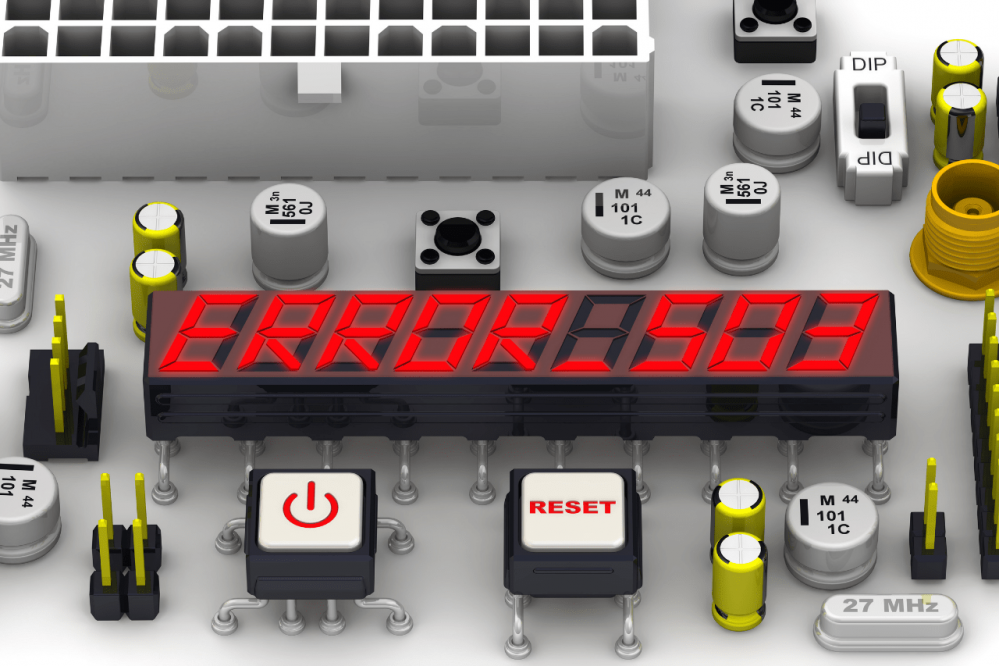 DIP
M 44
101
1C
DIP
M 3n
561
0J
M 44
101
1C
M 3n
561
0J
27 MHz
ERROR 503
M 44
101
RESET
M 44
101
1C
27 MHz